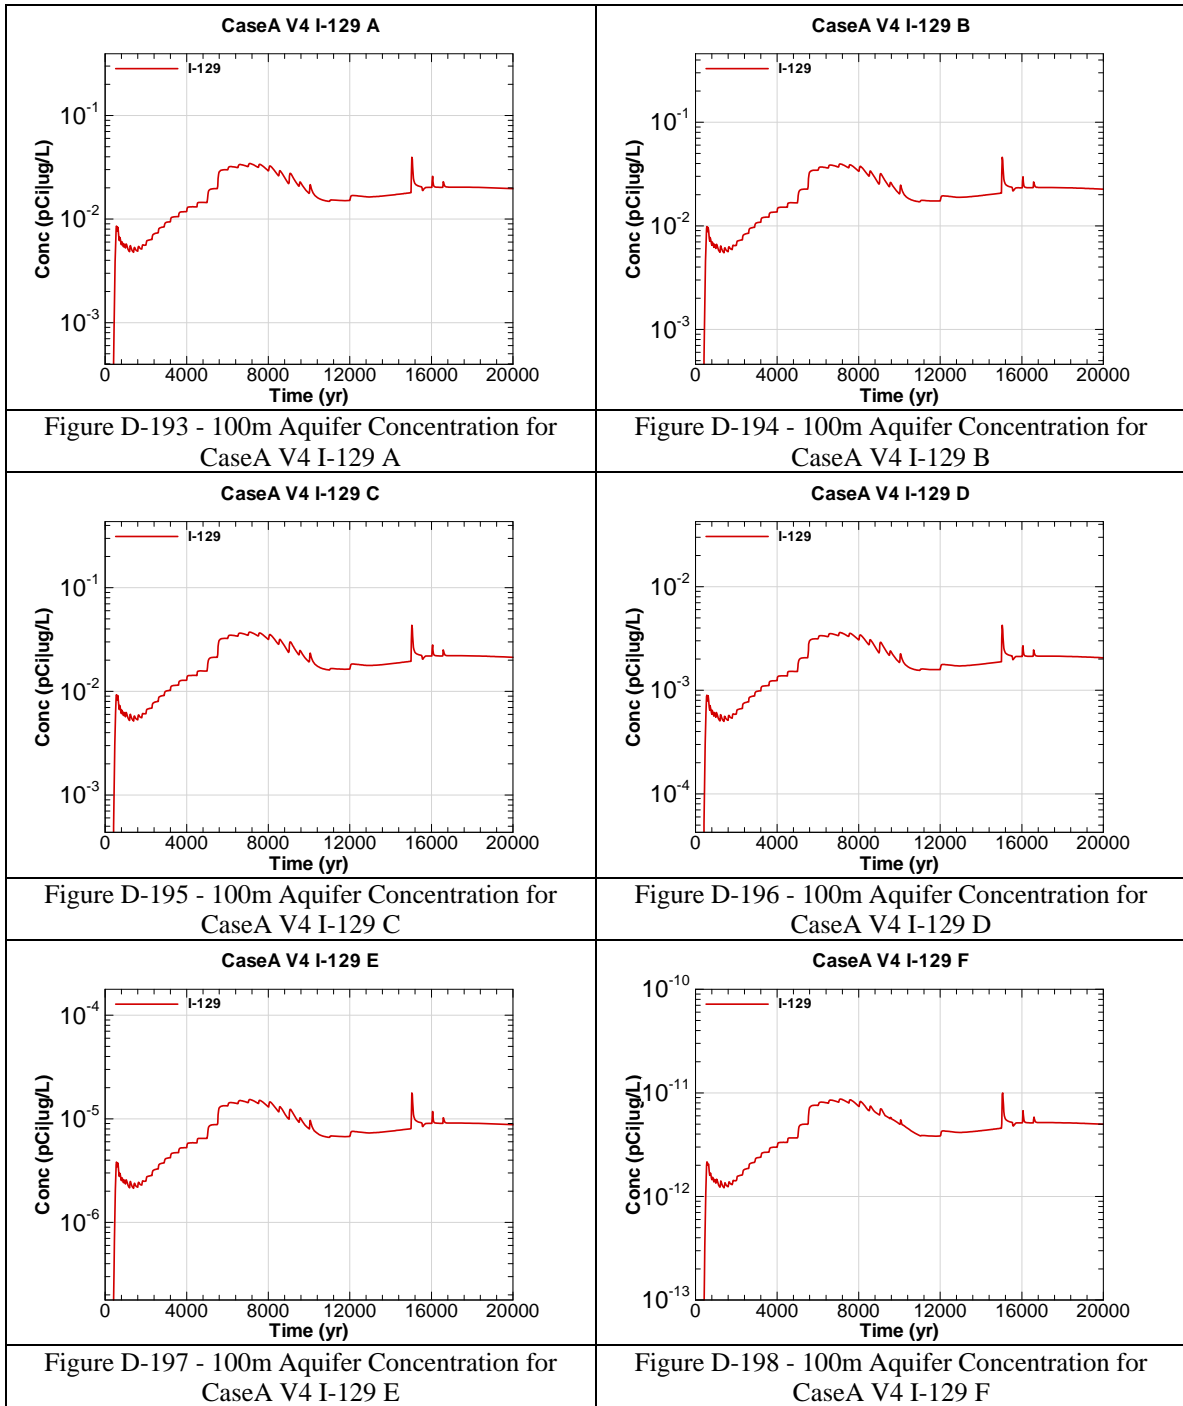 CaseA V4 I-129 A
I-129
Conc (pCi|ug/L)
10-1
10-2
10-3
0 4000 8000 12000 16000 20000
Time (yr)
Figure D-193 - 100m Aquifer Concentration for
CaseA V4 I-129 A
CaseA V4 I-129 B
I-129
Conc (pCi|ug/L)
10-1
10-2
10-3
0 4000 8000 12000 16000 20000
Time (yr)
Figure D-194 - 100m Aquifer Concentration for
CaseA V4 I-129 B
CaseA V4 I-129 C
I-129
Conc (pCi|ug/L)
10-1
10-2
10-3
0 4000 8000 12000 16000 20000
Time (yr)
Figure D-195 - 100m Aquifer Concentration for
CaseA V4 I-129 C
CaseA V4 I-129 D
I-129
Conc (pCi|ug/L)
10-2
10-3
10-4
0 4000 8000 12000 16000 20000
Time (yr)
Figure D-196 - 100m Aquifer Concentration for
CaseA V4 I-129 D
CaseA V4 I-129 E
I-129
Conc (pCi|ug/L)
10-4
10-5
10-6
0 4000 8000 12000 16000 20000
Time (yr)
Figure D-197 - 100m Aquifer Concentration for
CaseA V4 I-129 E
CaseA V4 I-129 F
I-129
Conc (pCi|ug/L)
10-10
10-11
10-12
10-13
0 4000 8000 12000 16000 20000
Time (yr)
Figure D-198 - 100m Aquifer Concentration for
CaseA V4 I-129 F